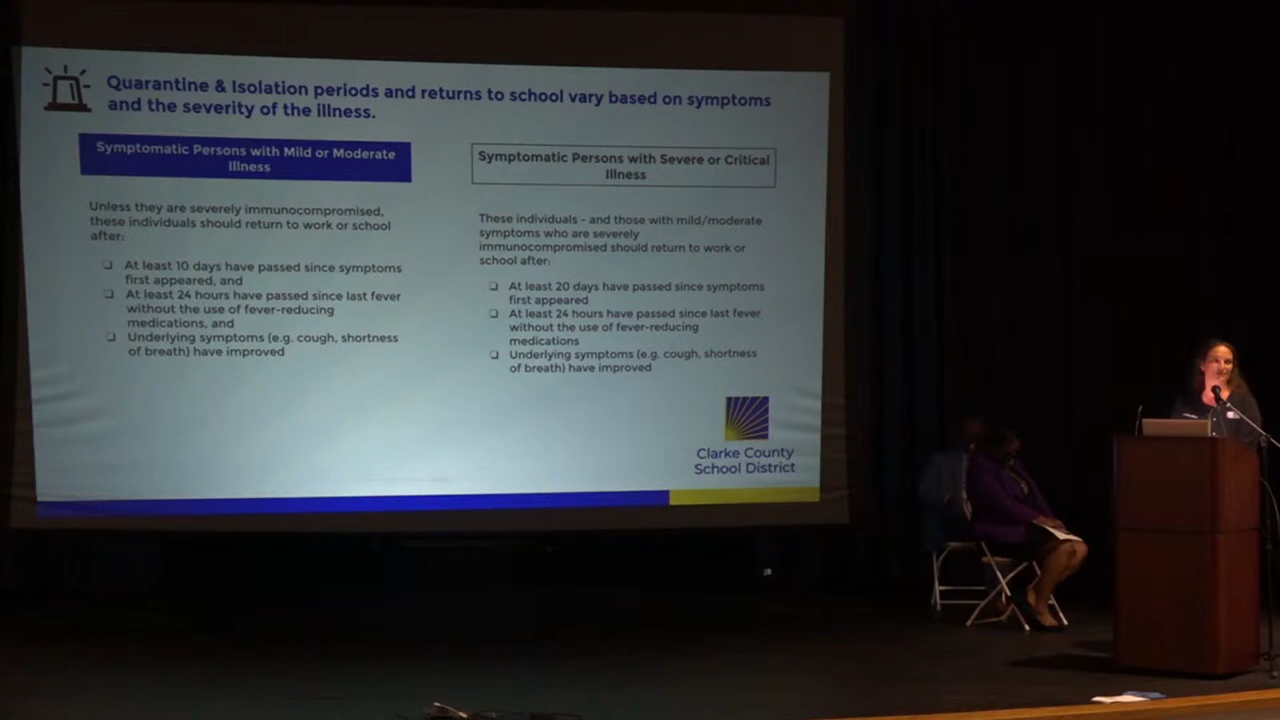 Quarantine & Isolation periods and returns to school vary based on symptoms
and the severity of the illness.
Symptomatic Persons with Mild or Moderate
Illness
Unless they are severely immunocompromised,
these individuals should return to work or school
after:
At least 10 days have passed since symptoms
first appeared, and
At least 24 hours have passed since last fever
without the use of fever-reducing
medications, and
Underlying symptoms (e.g. cough, shortness
of breath) have improved
Symptomatic Persons with Severe or Critical
Illness
These individuals - and those with mild/moderate
symptoms who are severely
immunocompromised should return to work or
school after:
At least 20 days have passed since symptoms
first appeared
At least 24 hours have passed since last fever
without the use of fever-reducing
medications
Underlying symptoms (e.g. cough, shortness
of breath) have improved
Clarke County
School District